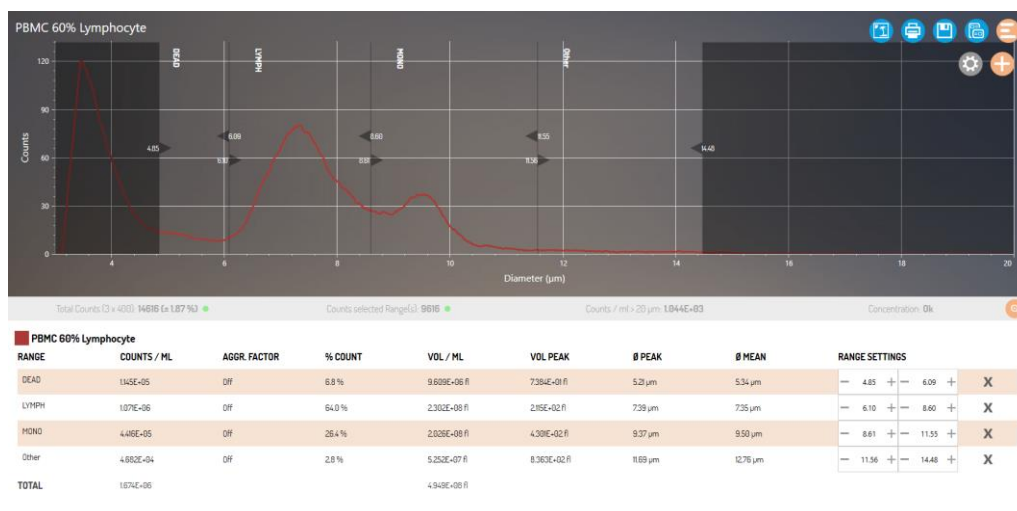 PBMC 60% Lymphocyte
DEAD
LYMPH
MONO
Other
120
90
60
30
0
Counts
4.85
6.09
6.10
8.60
8.61
11.55
11.56
14.48
4 6 8 10 12 14 16 18 20
Diameter (µm)
Total Counts (3 x 400): 14616 (± 1.87 %) Counts selected Range(s): 9616 Counts / ml > 20 µm: 1.044E+03 Concentration: Ok
PBMC 60% Lymphocyte
RANGE COUNTS / ML AGGR. FACTOR % COUNT VOL / ML VOL PEAK Ø PEAK Ø MEAN RANGE SETTINGS
DEAD 1.145E+05 Off 6.8 % 9.609E+06 fl 7.384E+01 fl 5.21 µm 5.34 µm − 4.85 + − 6.09 + X
LYMPH 1.071E+06 Off 64.0 % 2.302E+08 fl 2.115E+02 fl 7.39 µm 7.35 µm − 6.10 + − 8.60 + X
MONO 4.416E+05 Off 26.4 % 2.026E+08 fl 4.301E+02 fl 9.37 µm 9.50 µm − 8.61 + − 11.55 + X
Other 4.682E+04 Off 2.8 % 5.252E+07 fl 8.363E+02 fl 11.69 µm 12.76 µm − 11.56 + − 14.48 + X
TOTAL 1.674E+06 4.949E+08 fl